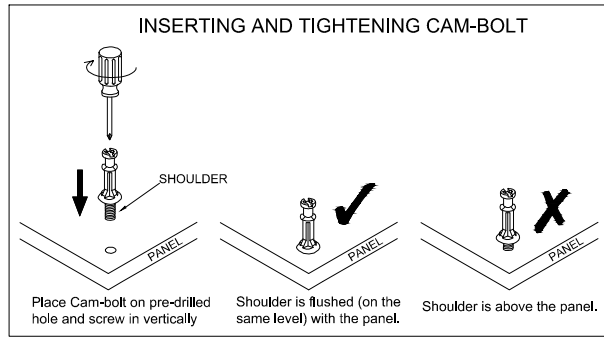 INSERTING AND TIGHTENING CAM-BOLT
SHOULDER
PANEL
Place Cam-bolt on pre-drilled
hole and screw in vertically
PANEL
Shoulder is flushed (on the
same level) with the panel.
PANEL
Shoulder is above the panel.